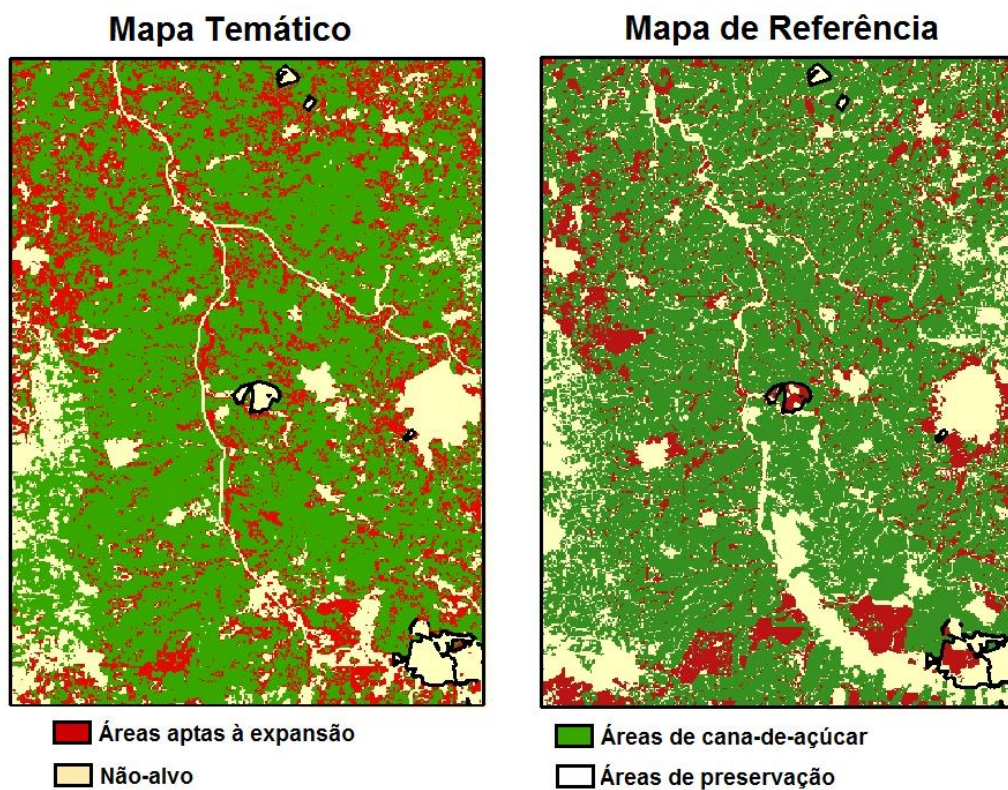 Mapa Temático
Mapa de Referência
Áreas aptas à expansão
Áreas de cana-de-açúcar
Não-alvo
Áreas de preservação